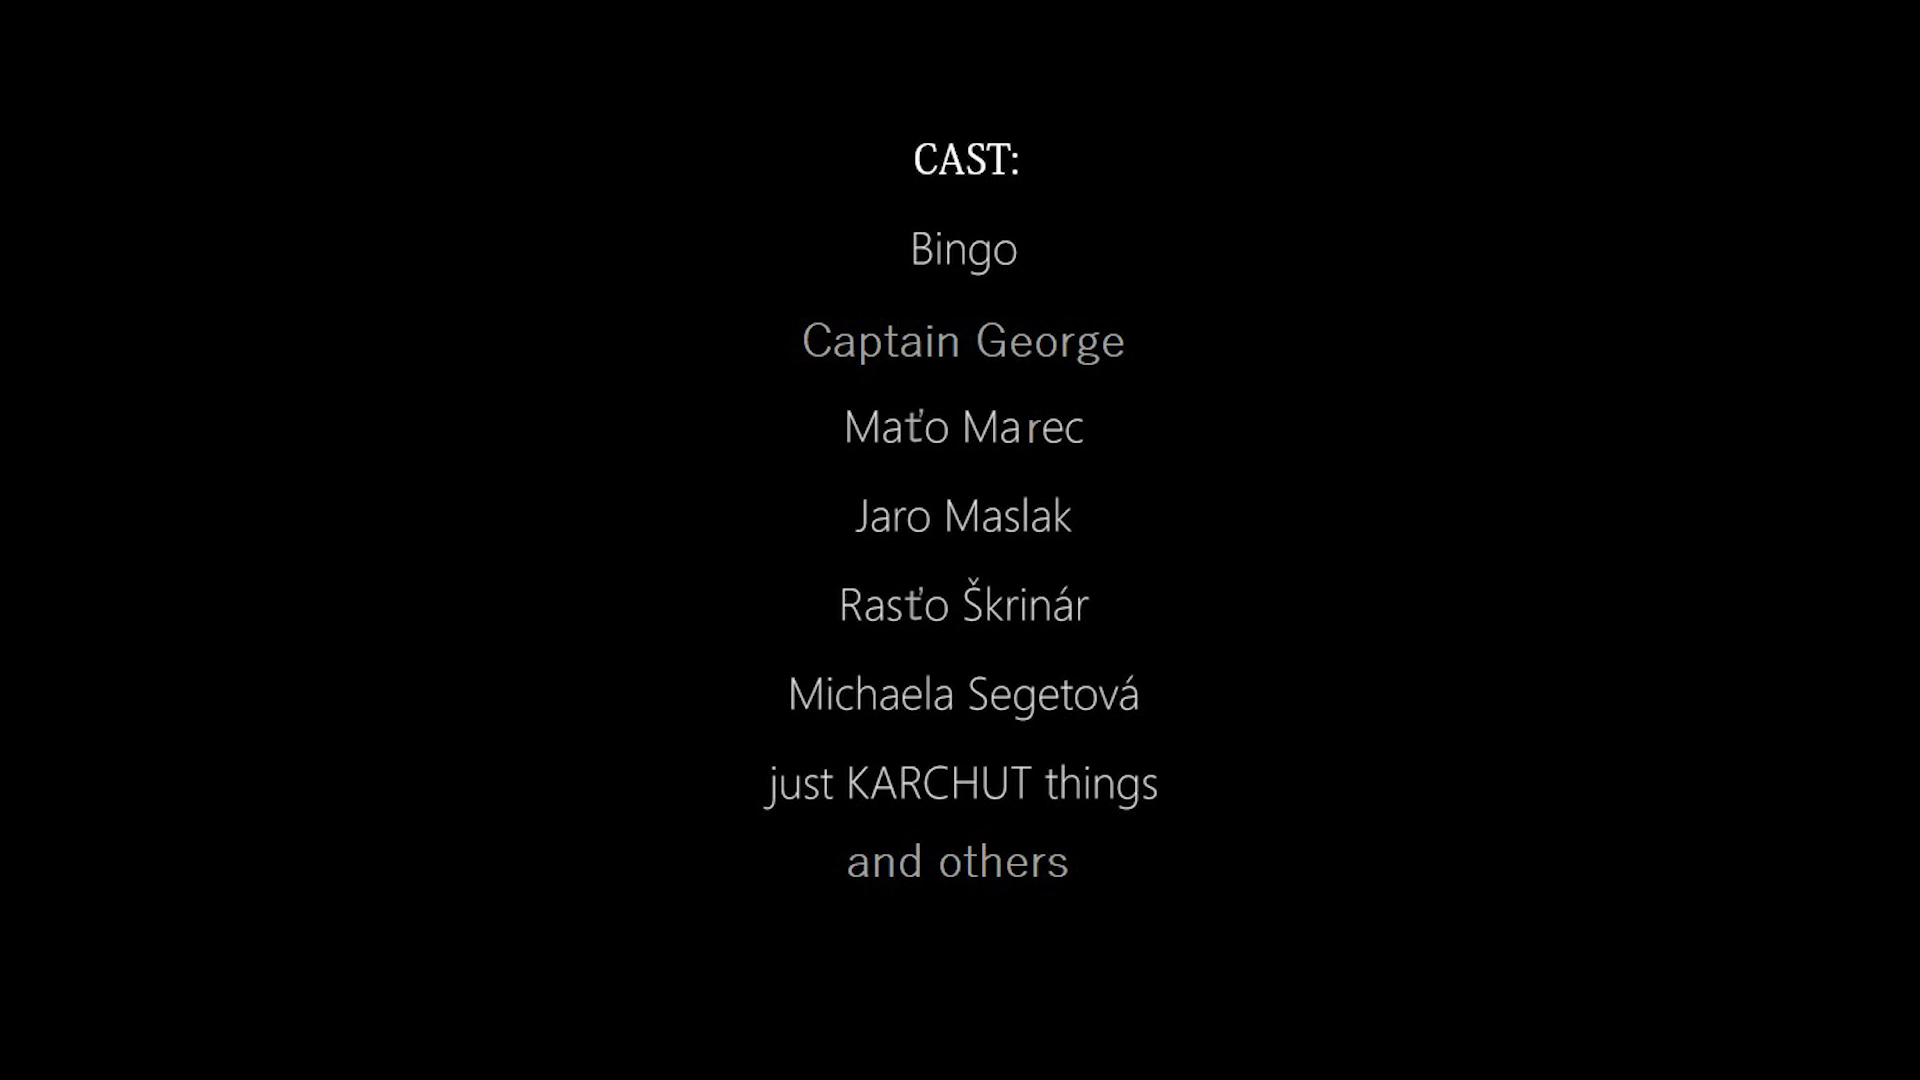 CAST:
Bingo
Captain George
Maťo Marec
Jaro Maslak
Rasťo Škrinár
Michaela Segetová
just KARCHUT things
and others